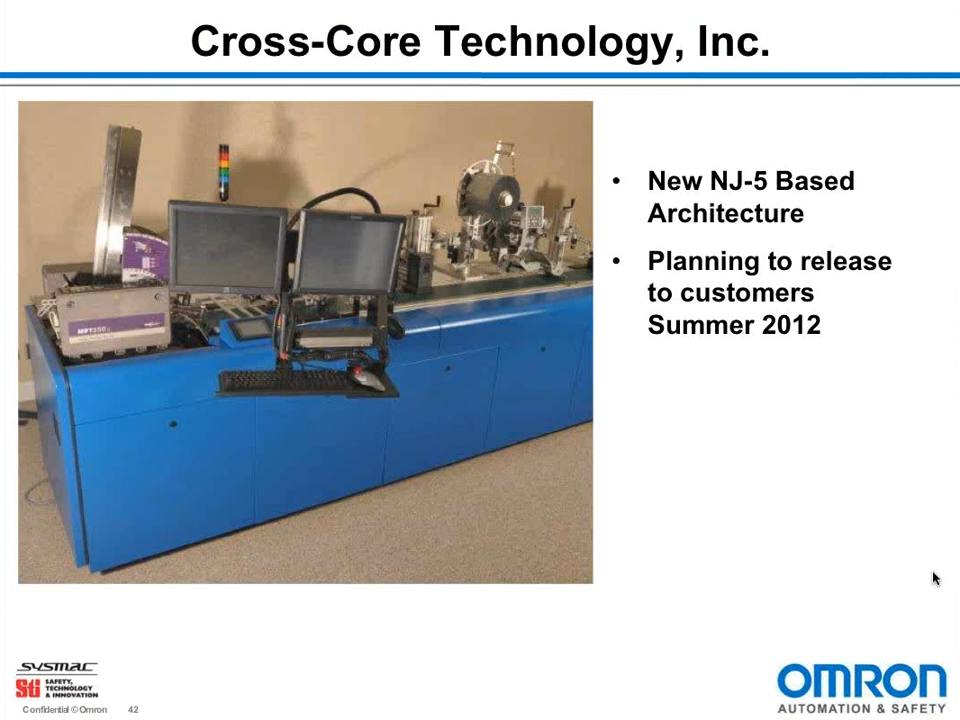 Cross-Core Technology, Inc.
• New NJ-5 Based
Architecture
• Planning to release
to customers
Summer 2012
MFT250
sysmac
Sti SAFETY,
TECHNOLOGY
& INNOVATION
Confidential © Omron 42
OMRON
AUTOMATION & SAFETY